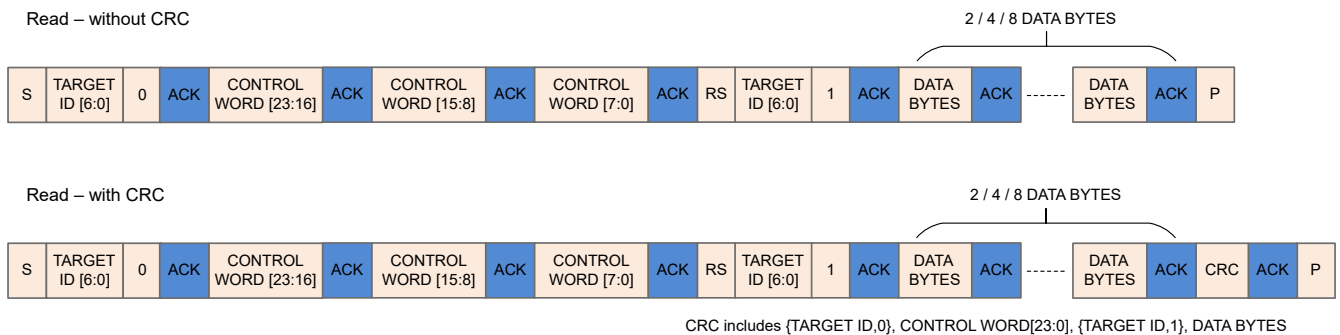 Read – without CRC
2 / 4 / 8 DATA BYTES
S TARGET ID [6:0] 0 ACK CONTROL WORD [23:16] ACK CONTROL WORD [15:8] ACK CONTROL WORD [7:0] ACK RS TARGET ID [6:0] 1 ACK DATA BYTES ACK ------ DATA BYTES ACK P
Read – with CRC
2 / 4 / 8 DATA BYTES
S TARGET ID [6:0] 0 ACK CONTROL WORD [23:16] ACK CONTROL WORD [15:8] ACK CONTROL WORD [7:0] ACK RS TARGET ID [6:0] 1 ACK DATA BYTES ACK ------ DATA BYTES ACK CRC ACK P
CRC includes {TARGET ID,0}, CONTROL WORD[23:0], {TARGET ID,1}, DATA BYTES